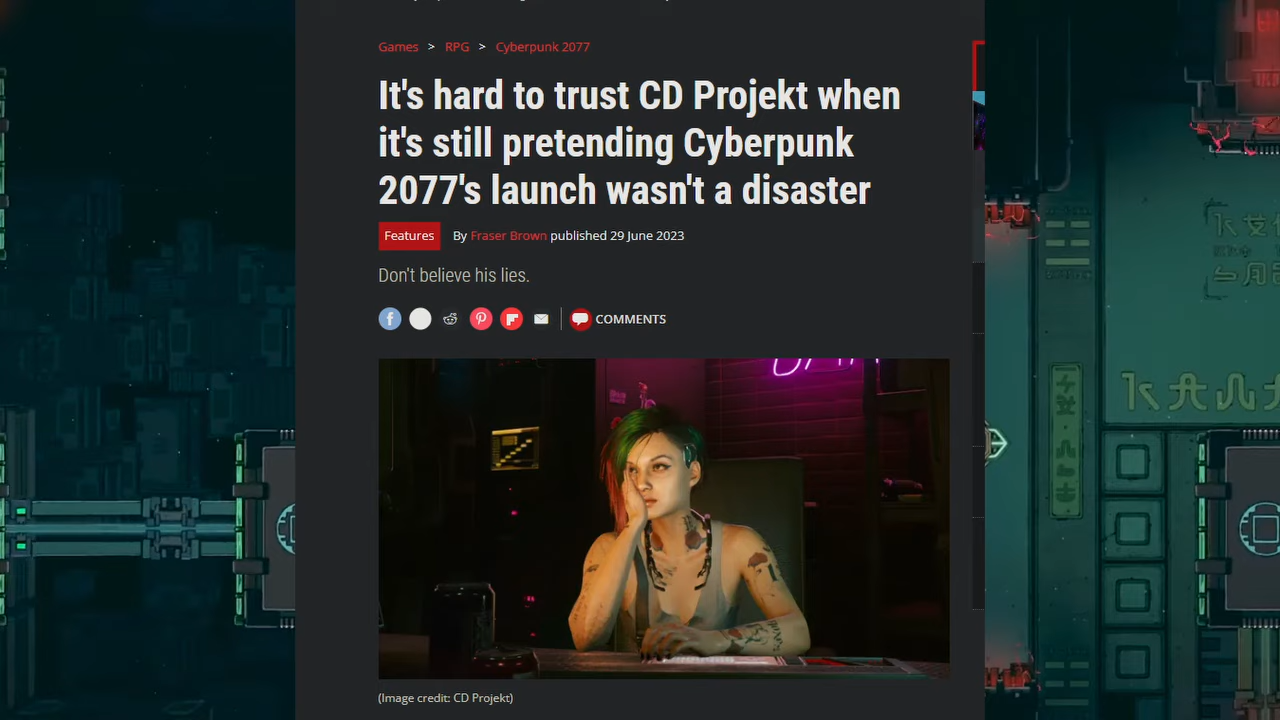 Games > RPG > Cyberpunk 2077
It's hard to trust CD Projekt when
it's still pretending Cyberpunk
2077's launch wasn't a disaster
Features By Fraser Brown published 29 June 2023
Don't believe his lies.
COMMENTS
(Image credit: CD Projekt)